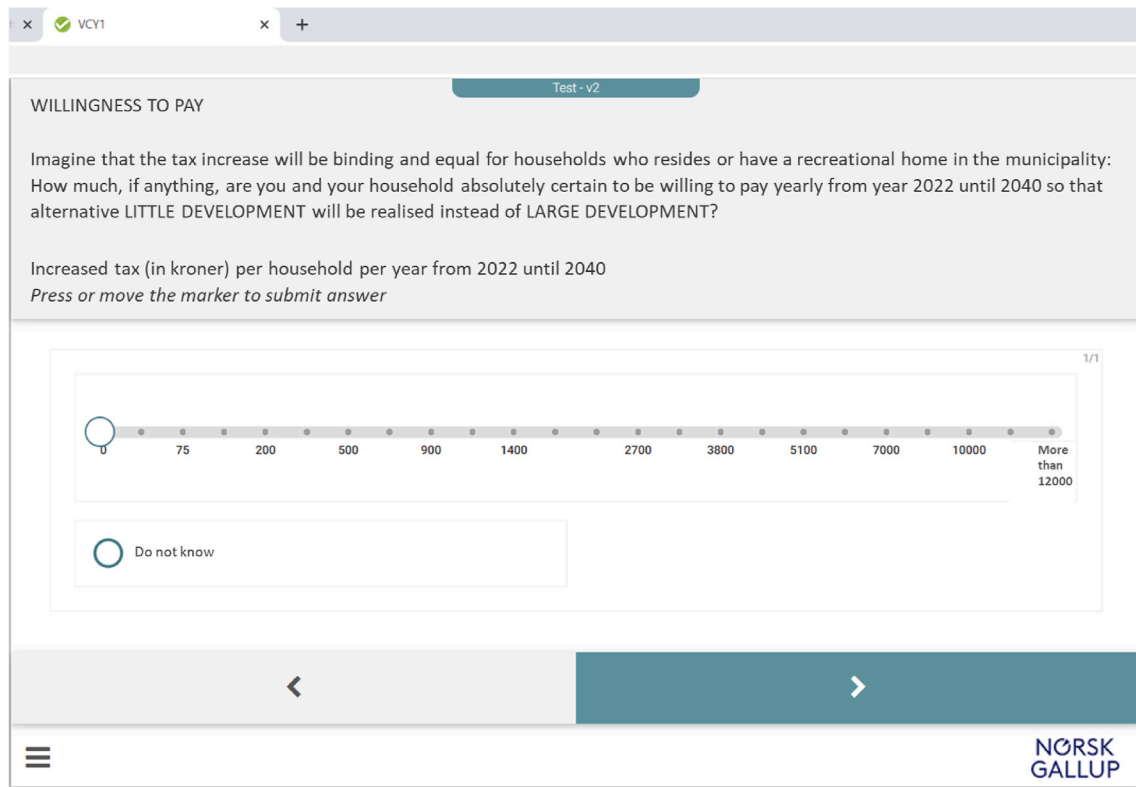 VCY1
Test - v2
WILLINGNESS TO PAY
Imagine that the tax increase will be binding and equal for households who resides or have a recreational home in the municipality:
How much, if anything, are you and your household absolutely certain to be willing to pay yearly from year 2022 until 2040 so that
alternative LITTLE DEVELOPMENT will be realised instead of LARGE DEVELOPMENT?
Increased tax (in kroner) per household per year from 2022 until 2040
Press or move the marker to submit answer
1/1
0 75 200 500 900 1400 2700 3800 5100 7000 10000 More
than
12000
Do not know
NORSK
GALLUP